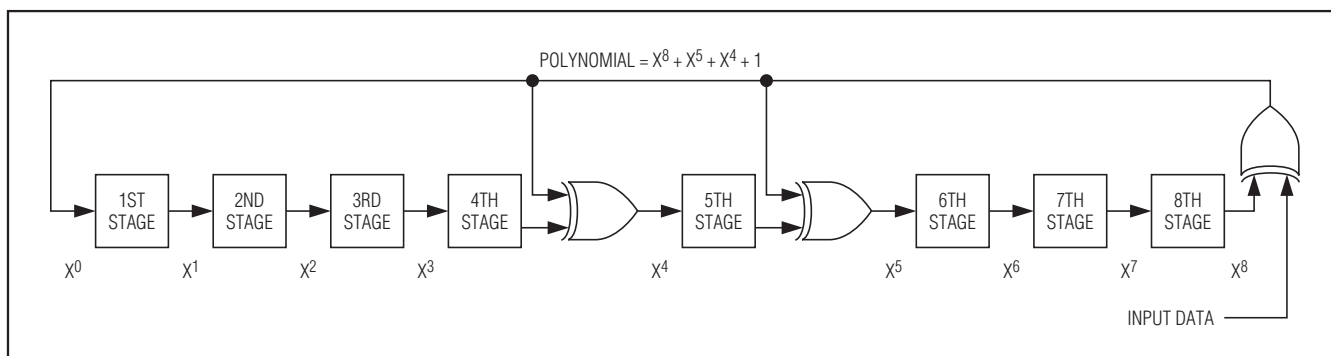 POLYNOMIAL = X⁸ + X⁵ + X⁴ + 1
1ST
STAGE
2ND
STAGE
3RD
STAGE
4TH
STAGE
5TH
STAGE
6TH
STAGE
7TH
STAGE
8TH
STAGE
X⁰ X¹ X² X³ X⁴ X⁵ X⁶ X⁷ X⁸
INPUT DATA